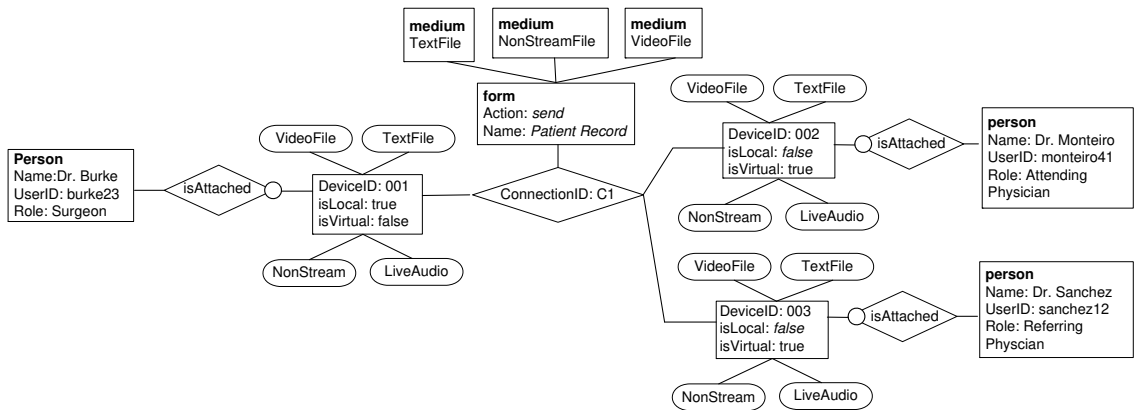 medium
TextFile
medium
NonStreamFile
medium
VideoFile
form
Action: send
Name: Patient Record
VideoFile
TextFile
Person
Name:Dr. Burke
UserID: burke23
Role: Surgeon
isAttached
DeviceID: 001
isLocal: true
isVirtual: false
NonStream
LiveAudio
ConnectionID: C1
VideoFile
TextFile
DeviceID: 002
isLocal: false
isVirtual: true
NonStream
LiveAudio
isAttached
person
Name: Dr. Monteiro
UserID: monteiro41
Role: Attending
Physician
VideoFile
TextFile
DeviceID: 003
isLocal: false
isVirtual: true
NonStream
LiveAudio
isAttached
person
Name: Dr. Sanchez
UserID: sanchez12
Role: Referring
Physcian